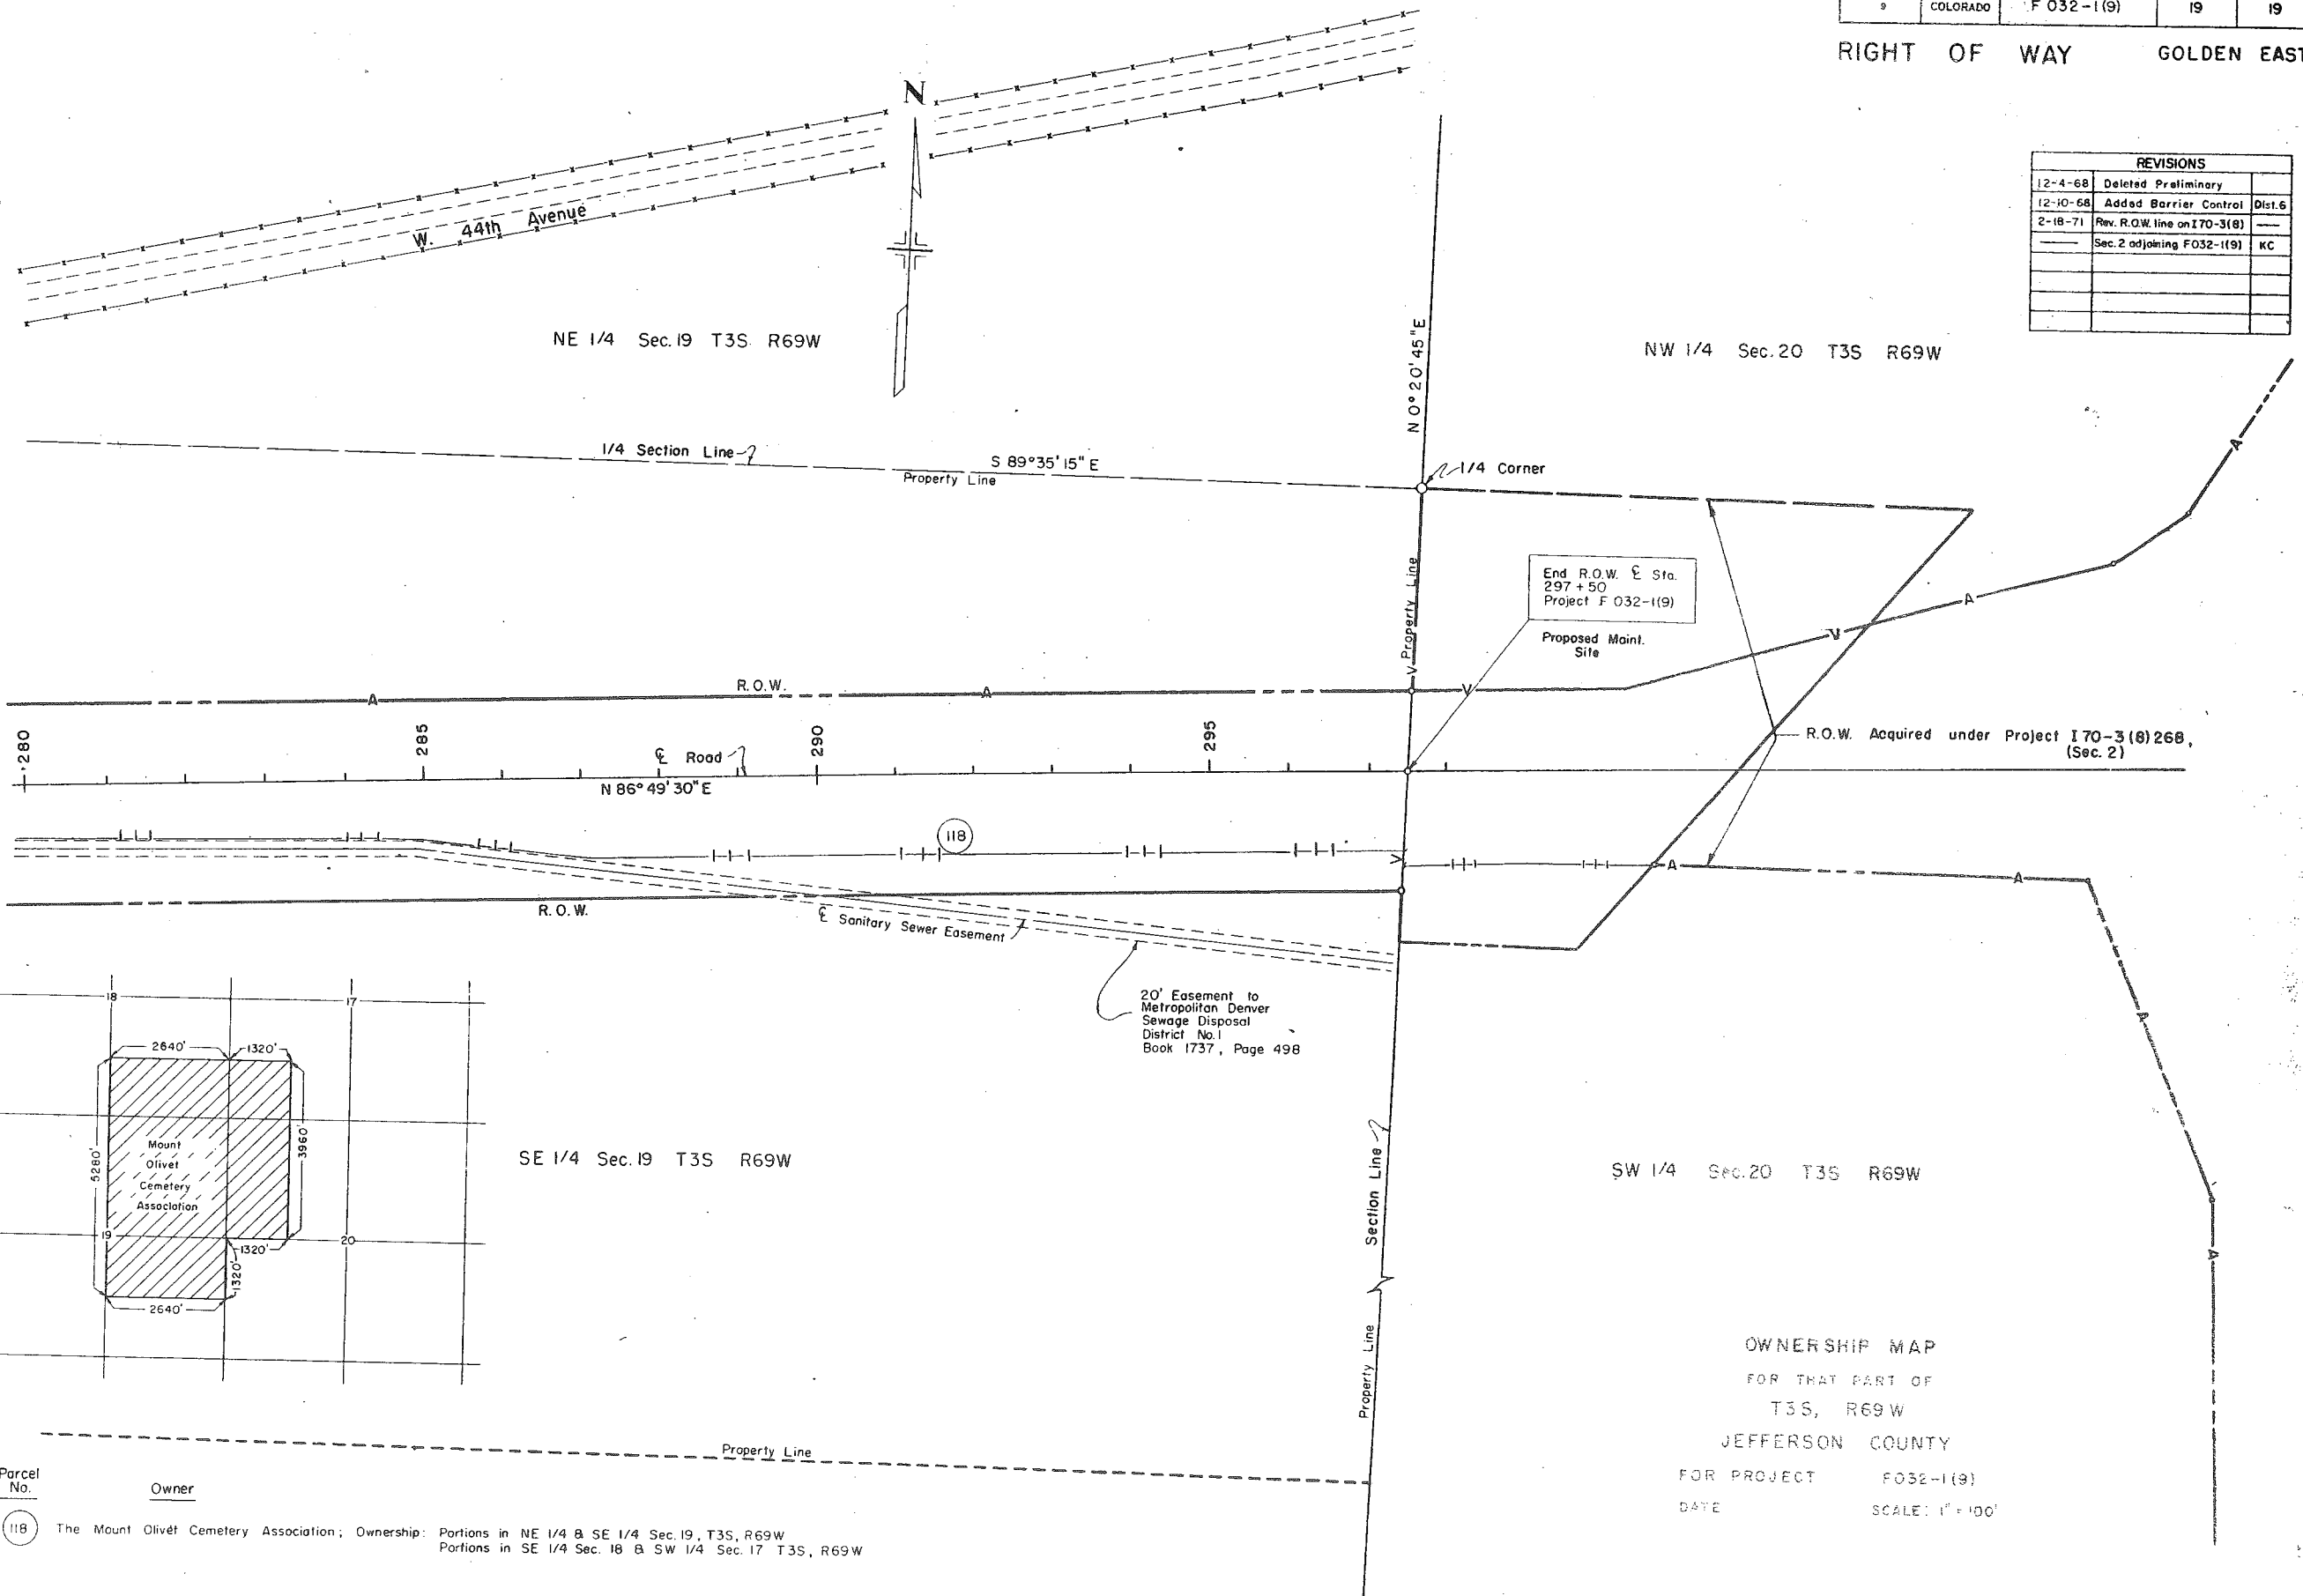 9 COLORADO F 032-1(9) 19 19
RIGHT OF WAY GOLDEN EAST
REVISIONS
12-4-68 Deleted Preliminary
12-10-68 Added Barrier Control Dist.6
2-18-71 Rev. R.O.W. line on I 70-3(8) —
— Sec. 2 adjoining F032-1(9) KC
N
W. 44th Avenue
NE 1/4 Sec. 19 T3S R69W
NW 1/4 Sec. 20 T3S R69W
N 0° 20' 45" E
1/4 Section Line
S 89° 35' 15" E
Property Line
1/4 Corner
Property Line
End R.O.W. ℄ Sta.
297 + 50
Project F 032-1(9)
Proposed Maint.
Site
V
V
V
A
A
R.O.W.
A
A
R.O.W. Acquired under Project I 70-3 (8) 268,
(Sec. 2)
280
285
290
295
℄ Road
N 86° 49' 30" E
118
V
A
A
R.O.W.
℄ Sanitary Sewer Easement
20' Easement to
Metropolitan Denver
Sewage Disposal
District No. 1
Book 1737, Page 498
A
A
18
17
2640'
1320'
5280'
3960'
Mount
Olivet
Cemetery
Association
19
20
1320'
1320'
2640'
SE 1/4 Sec. 19 T3S R69W
SW 1/4 Sec. 20 T3S R69W
Section Line
Property Line
Property Line
OWNERSHIP MAP
FOR THAT PART OF
T3S, R69W
JEFFERSON COUNTY
FOR PROJECT F032-1(9)
DATE SCALE: 1" = 100'
Parcel
No.
Owner
118 The Mount Olivet Cemetery Association; Ownership: Portions in NE 1/4 & SE 1/4 Sec. 19, T3S, R69W
Portions in SE 1/4 Sec. 18 & SW 1/4 Sec. 17 T3S, R69W